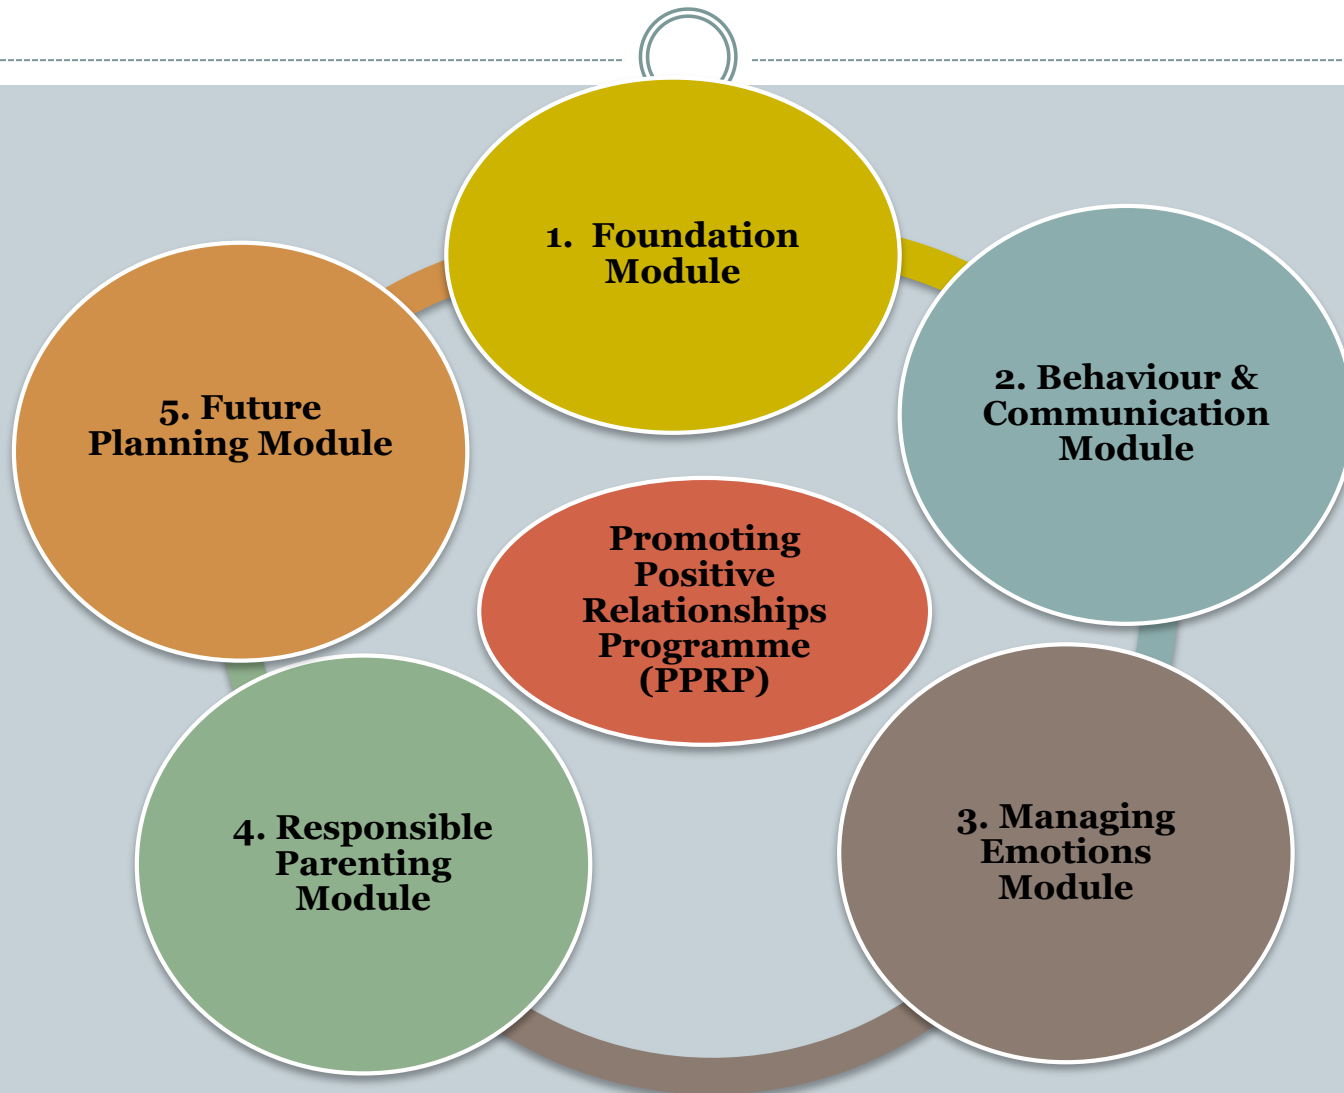 1. Foundation
Module
2. Behaviour &
Communication
Module
3. Managing
Emotions
Module
4. Responsible
Parenting
Module
5. Future
Planning Module
Promoting
Positive
Relationships
Programme
(PPRP)